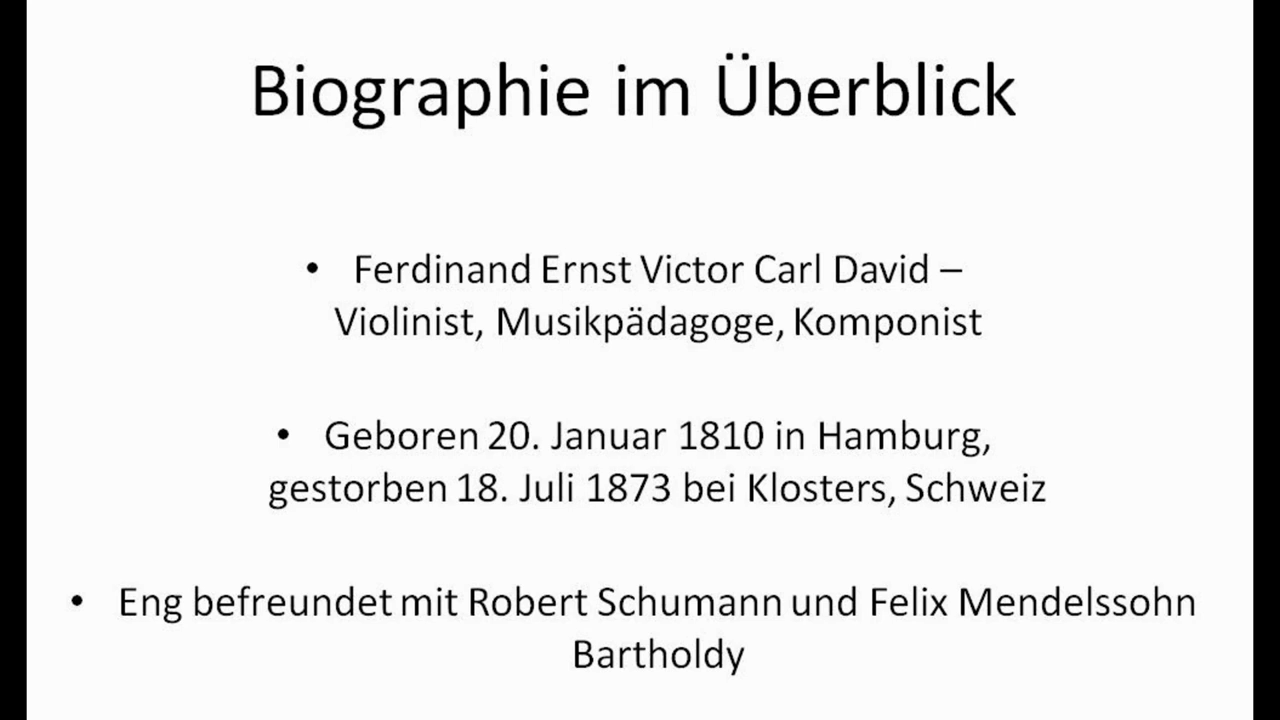 Biographie im Überblick
• Ferdinand Ernst Victor Carl David –
Violinist, Musikpädagoge, Komponist
• Geboren 20. Januar 1810 in Hamburg,
gestorben 18. Juli 1873 bei Klosters, Schweiz
• Eng befreundet mit Robert Schumann und Felix Mendelssohn
Bartholdy